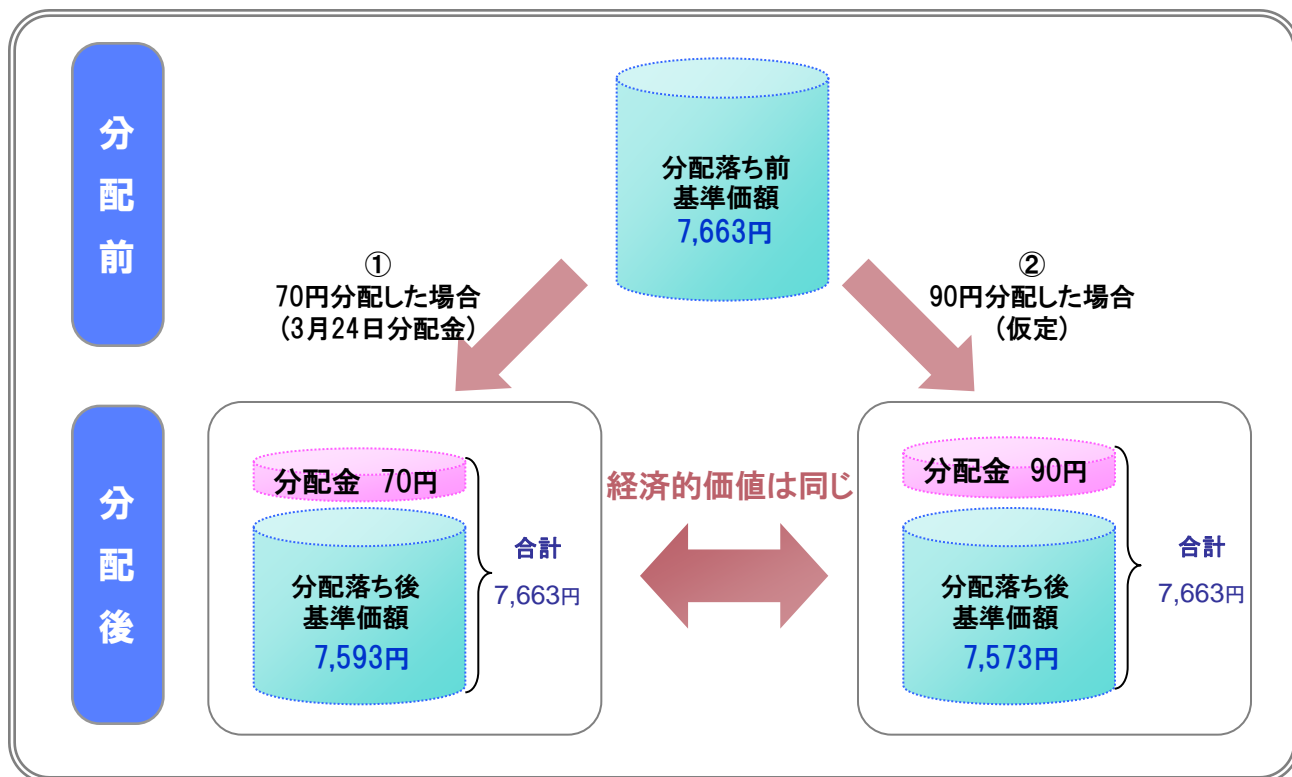 分配前
分配落ち前
基準価額
7,663円
①
70円分配した場合
(3月24日分配金)
②
90円分配した場合
(仮定)
分配後
分配金 70円
分配落ち後
基準価額
7,593円
合計
7,663円
経済的価値は同じ
分配金 90円
分配落ち後
基準価額
7,573円
合計
7,663円